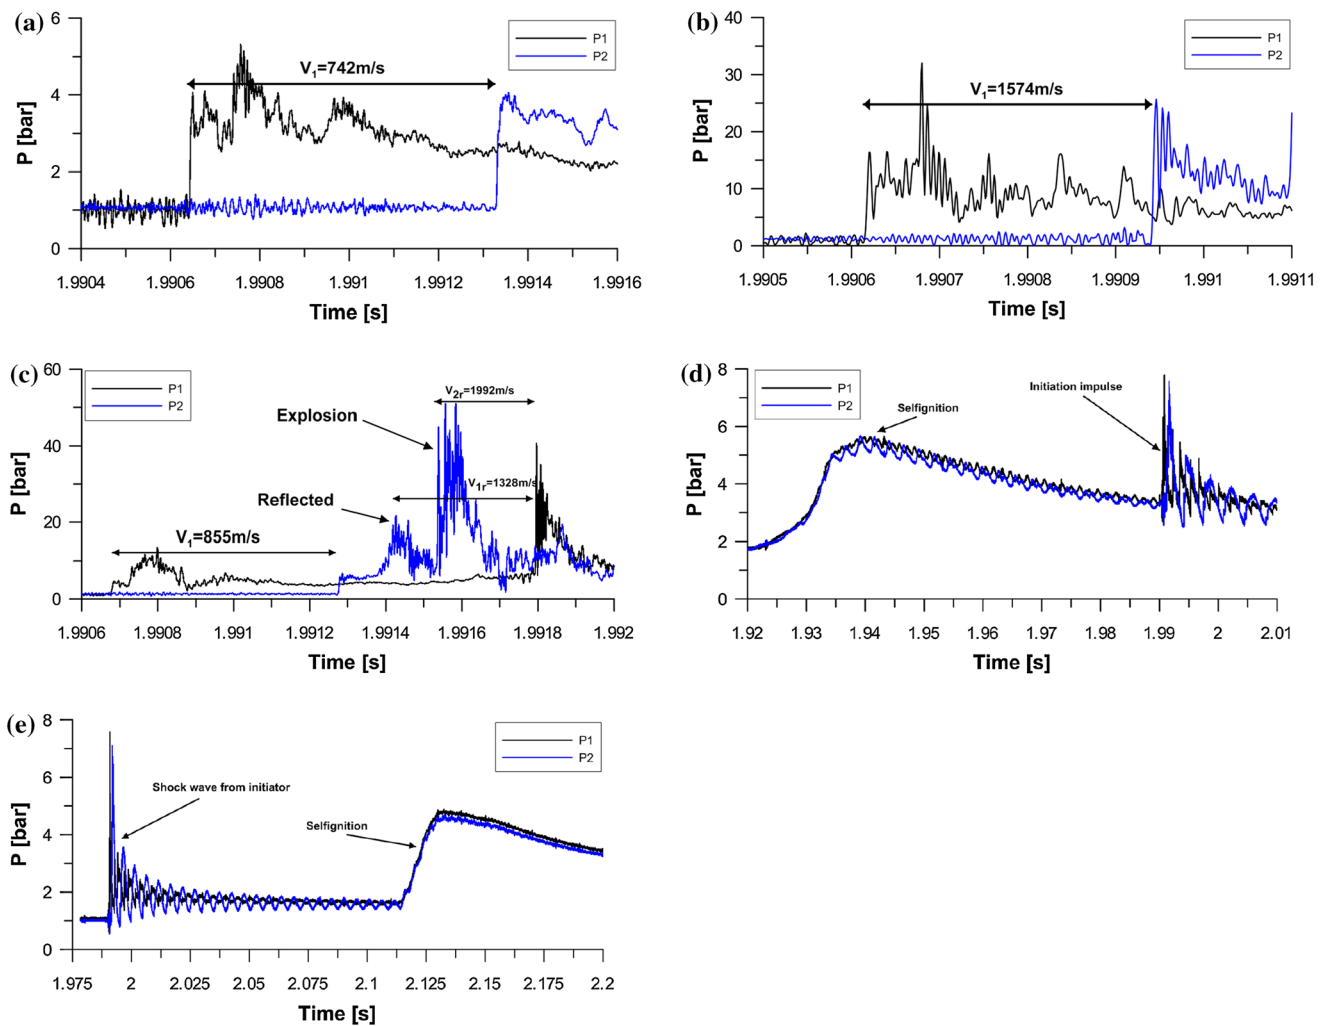 (a)
6
4
2
0
P [bar]
V1=742m/s
P1
P2
1.9904 1.9906 1.9908 1.991 1.9912 1.9914 1.9916
Time [s]
(b)
40
30
20
10
0
P [bar]
V1=1574m/s
P1
P2
1.9905 1.9906 1.9907 1.9908 1.9909 1.991 1.9911
Time [s]
(c)
60
40
20
0
P [bar]
P1
P2
V2r=1992m/s
Explosion
V1r=1328m/s
Reflected
V1=855m/s
1.9906 1.9908 1.991 1.9912 1.9914 1.9916 1.9918 1.992
Time [s]
(d)
8
6
4
2
0
P [bar]
P1
P2
Initiation impulse
Selfignition
1.92 1.93 1.94 1.95 1.96 1.97 1.98 1.99 2 2.01
Time [s]
(e)
8
6
4
2
0
P [bar]
P1
P2
Shock wave from initiator
Selfignition
1.975 2 2.025 2.075 2.1 2.125 2.15 2.175 2.2
Time [s]